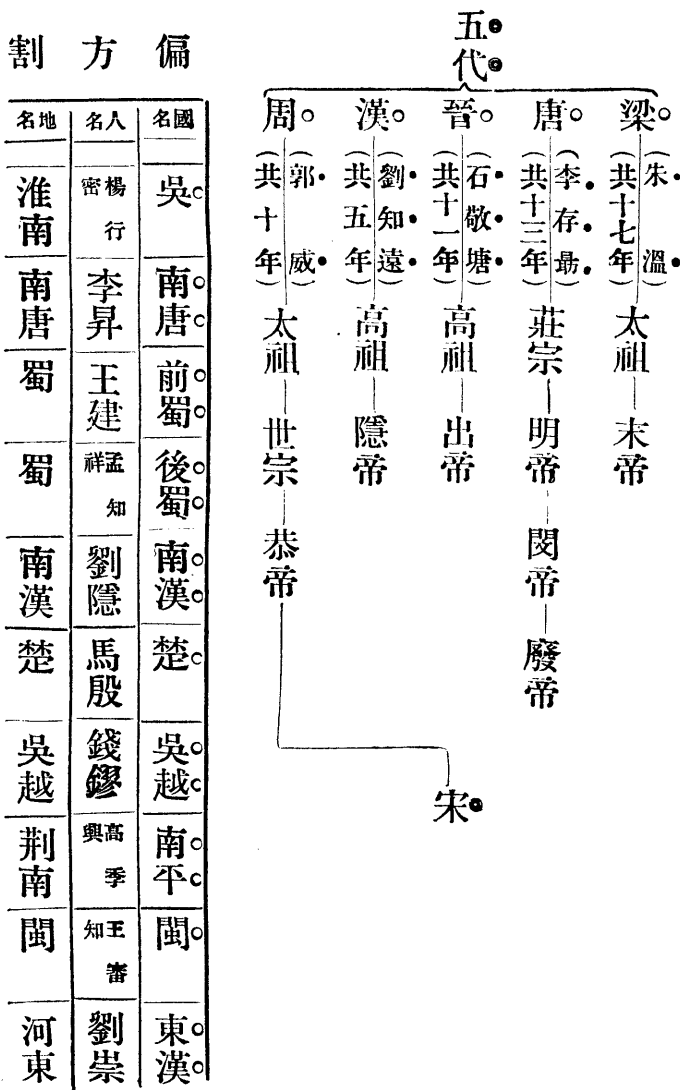 五代
梁
朱溫
(共十七年)
太祖
末帝
唐
李存勗
(共十三年)
莊宗
明帝
閔帝
廢帝
晉
石敬塘
(共十一年)
高祖
出帝
漢
劉知遠
(共五年)
高祖
隱帝
周
郭威
(共十年)
太祖
世宗
恭帝
宋
偏方割
國名
吳
南唐
前蜀
後蜀
南漢
楚
吳越
南平
閩
東漢
人名
楊行密
李昇
王建
孟知祥
劉隱
馬殷
錢鏐
高季興
王審知
劉崇
地名
淮南
南唐
蜀
蜀
南漢
楚
吳越
荆南
閩
河東